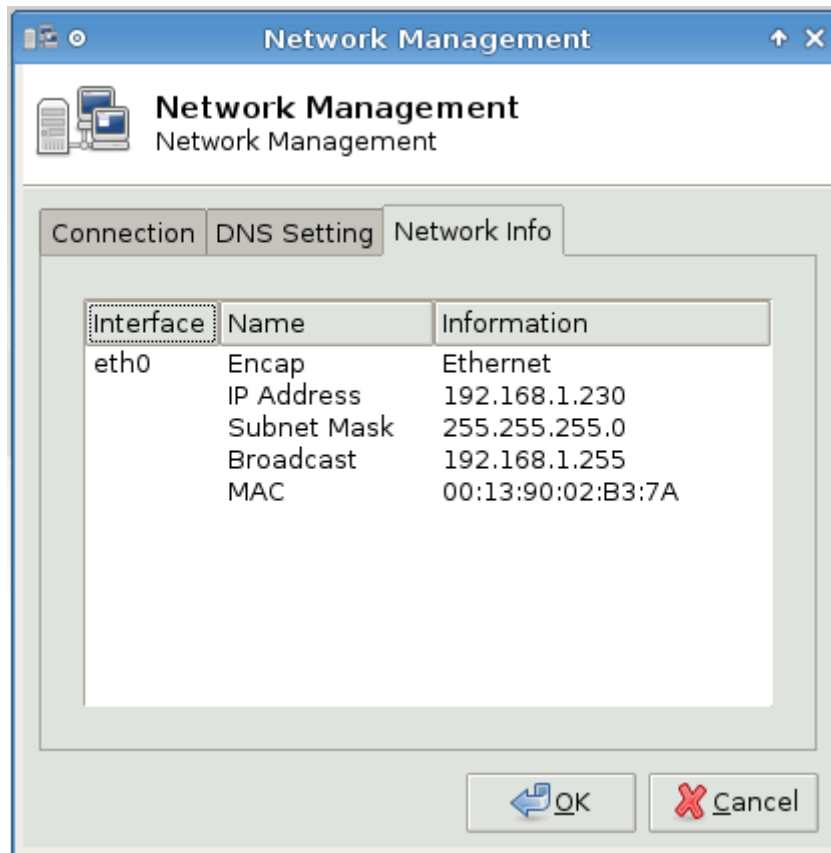 Network Management
Network Management
Network Management
Connection DNS Setting Network Info
Interface Name Information
eth0 Encap Ethernet
IP Address 192.168.1.230
Subnet Mask 255.255.255.0
Broadcast 192.168.1.255
MAC 00:13:90:02:B3:7A
OK Cancel